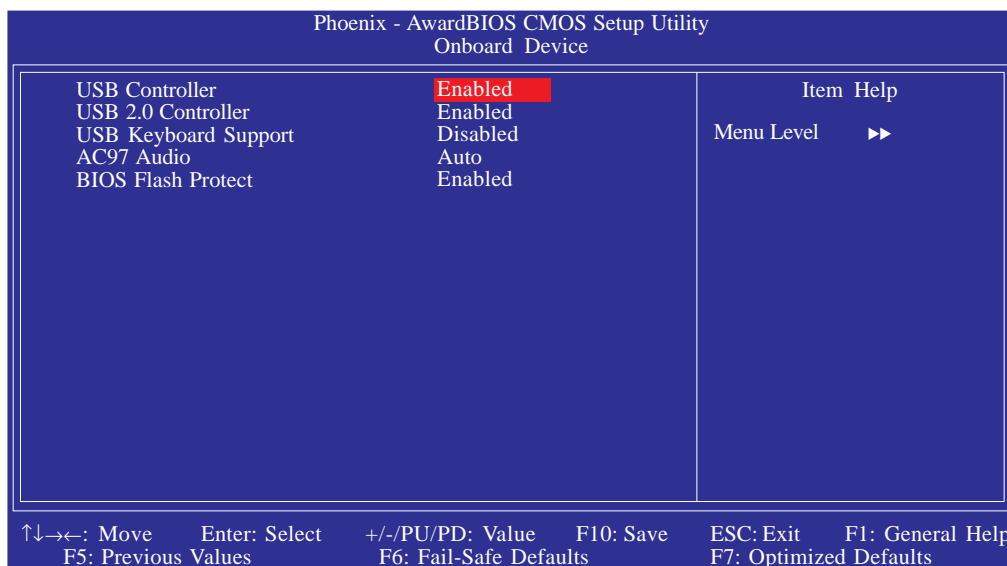 Phoenix - AwardBIOS CMOS Setup Utility
Onboard Device
USB Controller Enabled
USB 2.0 Controller Enabled
USB Keyboard Support Disabled
AC97 Audio Auto
BIOS Flash Protect Enabled
Item Help
Menu Level ▶▶
↑↓→←: Move Enter: Select +/-/PU/PD: Value F10: Save ESC: Exit F1: General Help
F5: Previous Values F6: Fail-Safe Defaults F7: Optimized Defaults